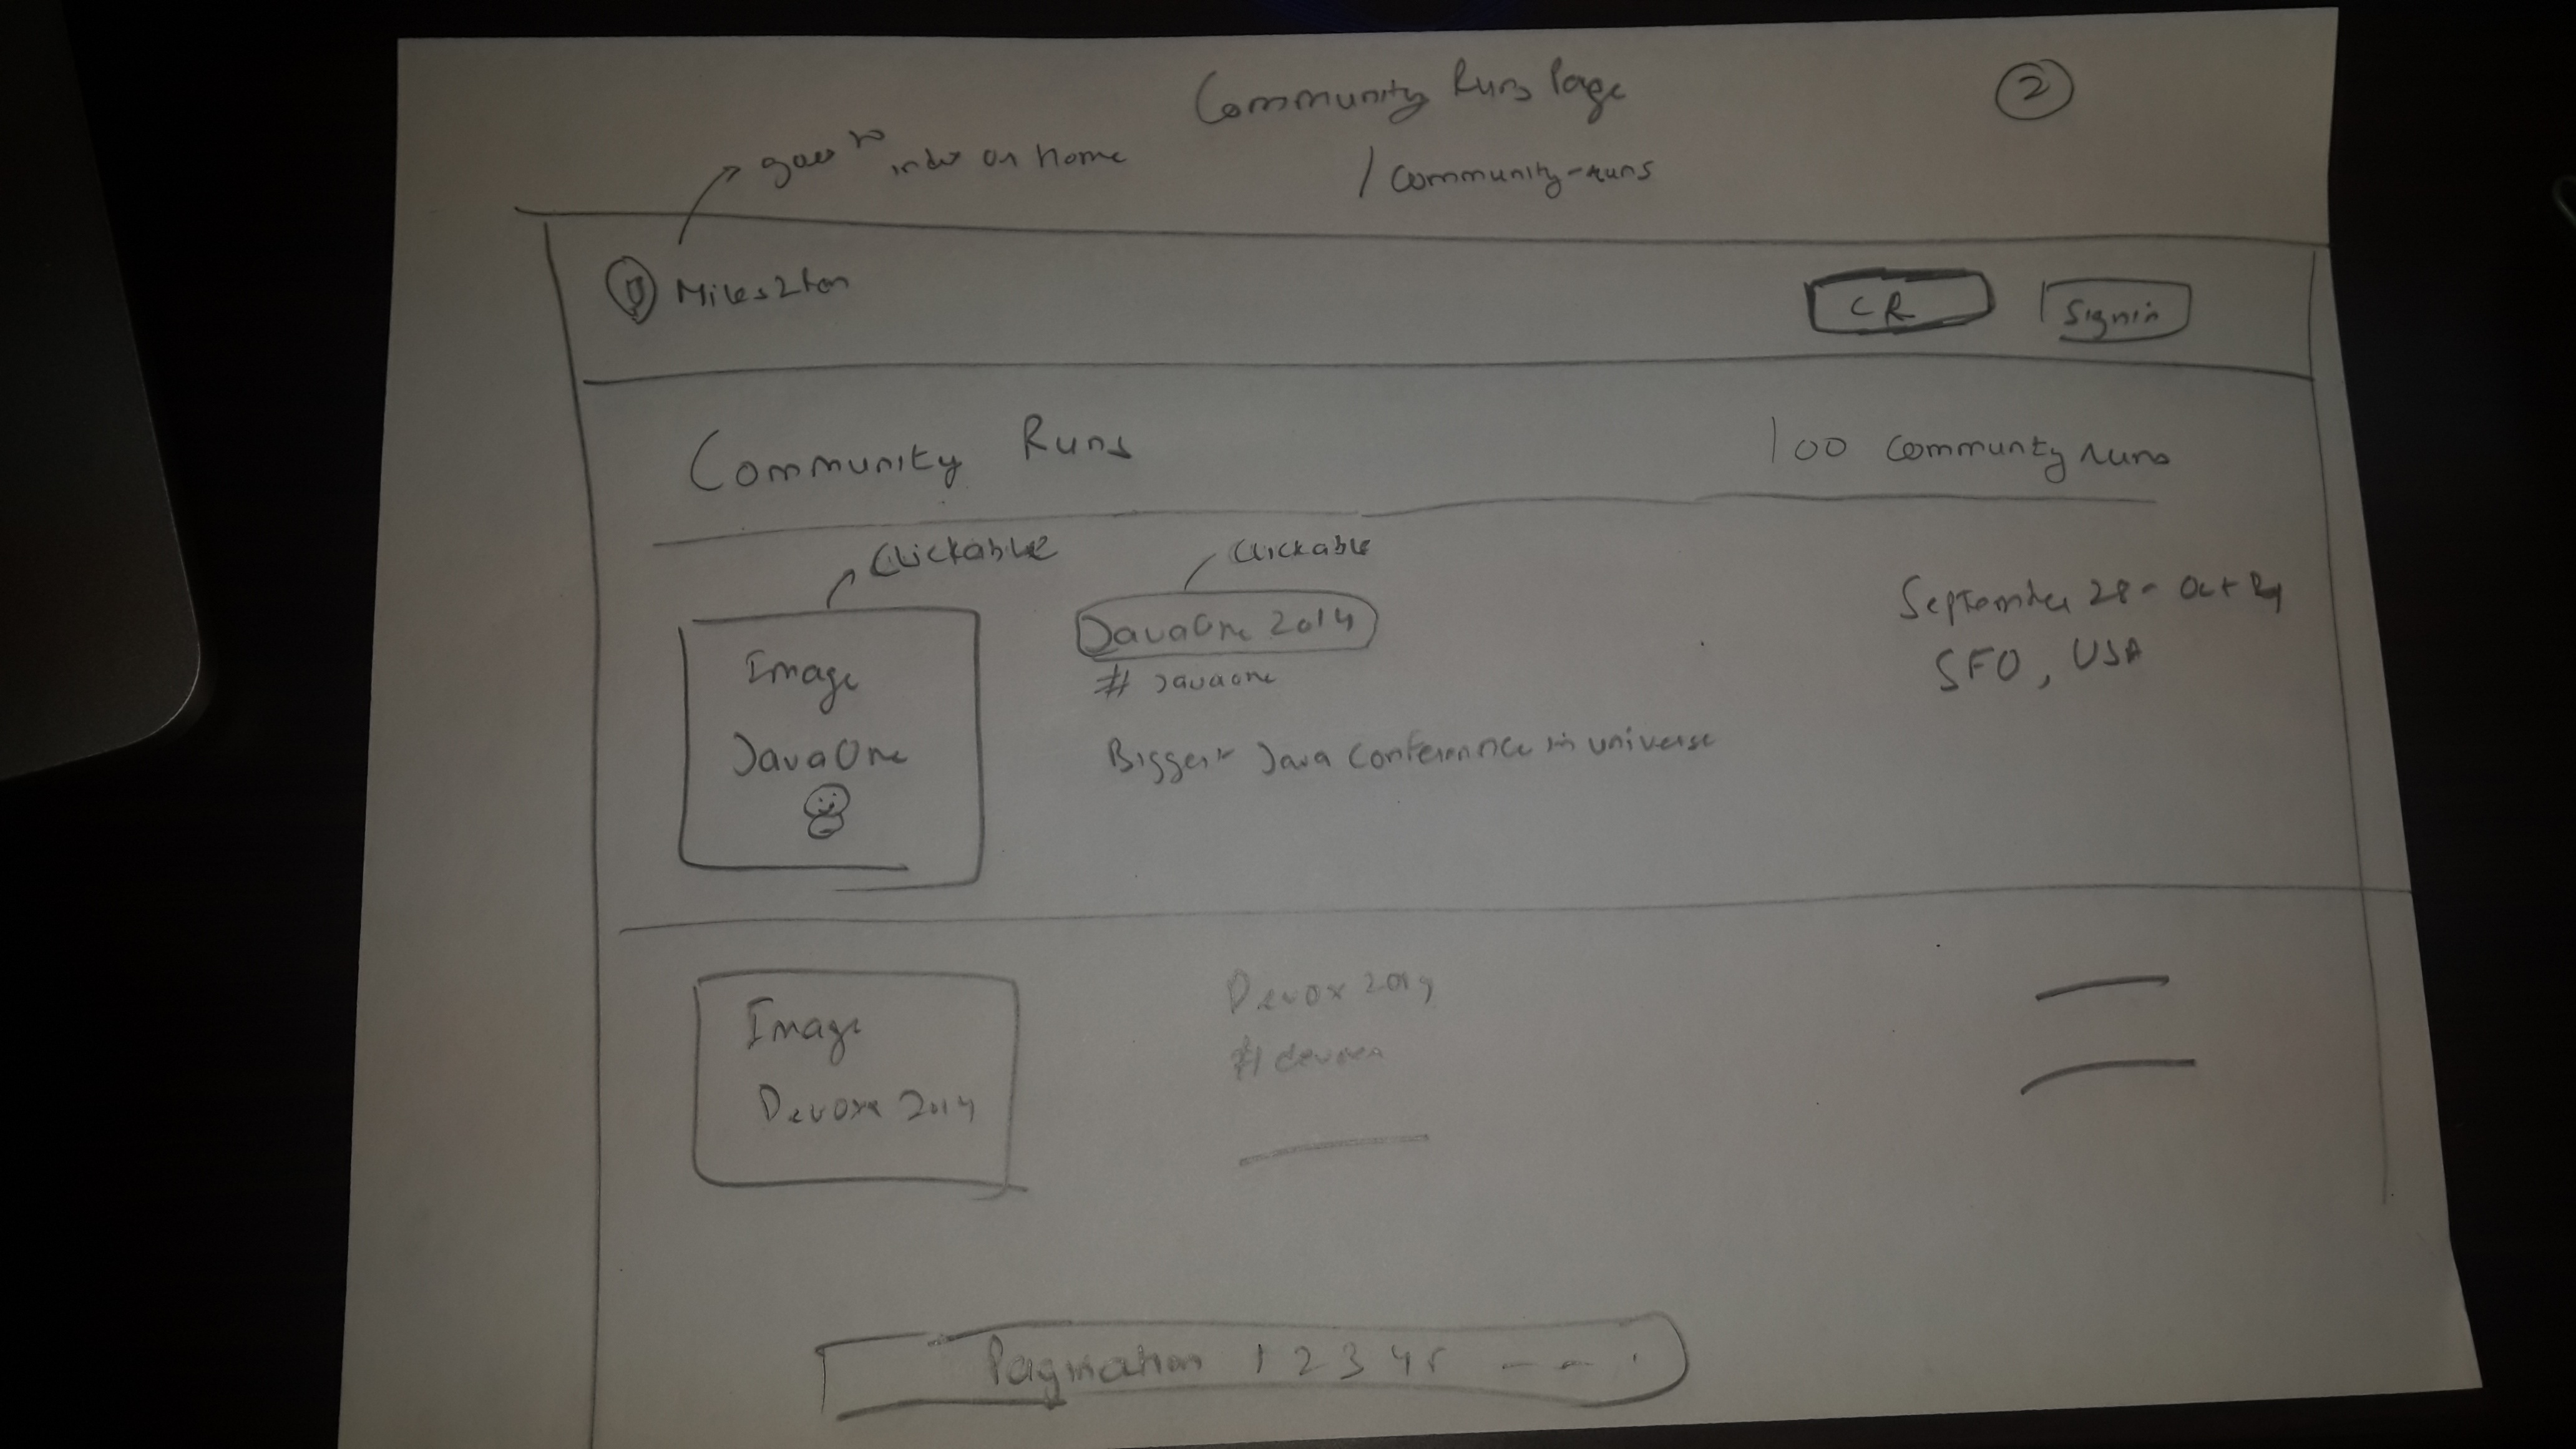 Community Runs Page
2
goes to index or home
/ community-runs
Miles2Run
CR
Signin
Community Runs
100 community runs
Clickable
Clickable
Image
JavaOne
JavaOne 2014
# javaone
Biggest Java Conference in universe
September 28 - Oct
SFO, USA
Image
Devoxx 2014
Devox 2014
# devoxx
Pagination 1 2 3 4 5 - - .